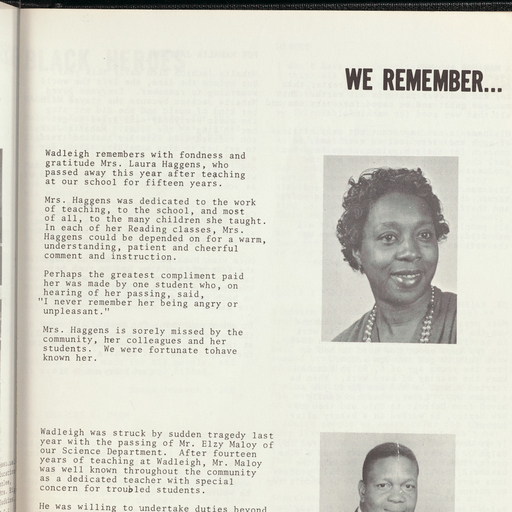 WE REMEMBER...
Wadleigh remembers with fondness and
gratitude Mrs. Laura Haggens, who
passed away this year after teaching
at our school for fifteen years.
Mrs. Haggens was dedicated to the work
of teaching, to the school, and most
of all, to the many children she taught.
In each of her Reading classes, Mrs.
Haggens could be depended on for a warm,
understanding, patient and cheerful
comment and instruction.
Perhaps the greatest compliment paid
her was made by one student who, on
hearing of her passing, said,
"I never remember her being angry or
unpleasant."
Mrs. Haggens is sorely missed by the
community, her colleagues and her
students. We were fortunate tohave
known her.
Wadleigh was struck by sudden tragedy last
year with the passing of Mr. Elzy Maloy of
our Science Department. After fourteen
years of teaching at Wadleigh, Mr. Maloy
was well known throughout the community
as a dedicated teacher with special
concern for troubled students.
He was willing to undertake duties beyond